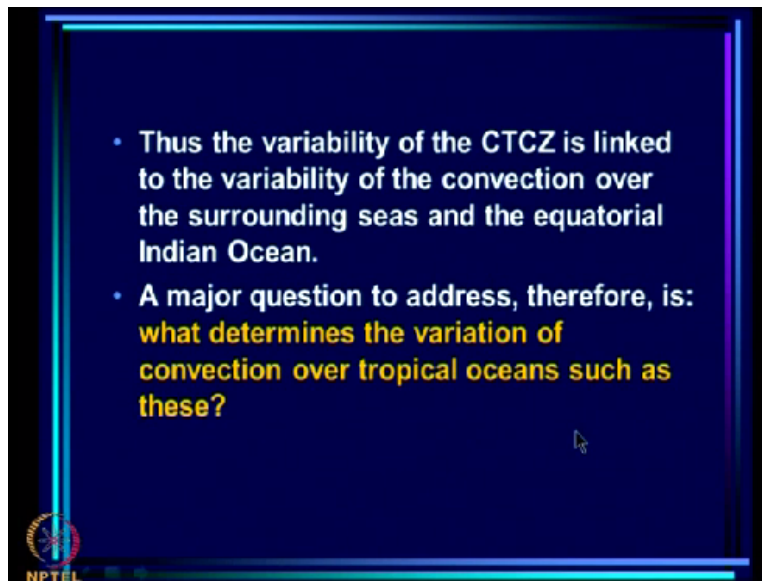 • Thus the variability of the CTCZ is linked
to the variability of the convection over
the surrounding seas and the equatorial
Indian Ocean.
• A major question to address, therefore, is:
what determines the variation of
convection over tropical oceans such as
these?
NPTEL